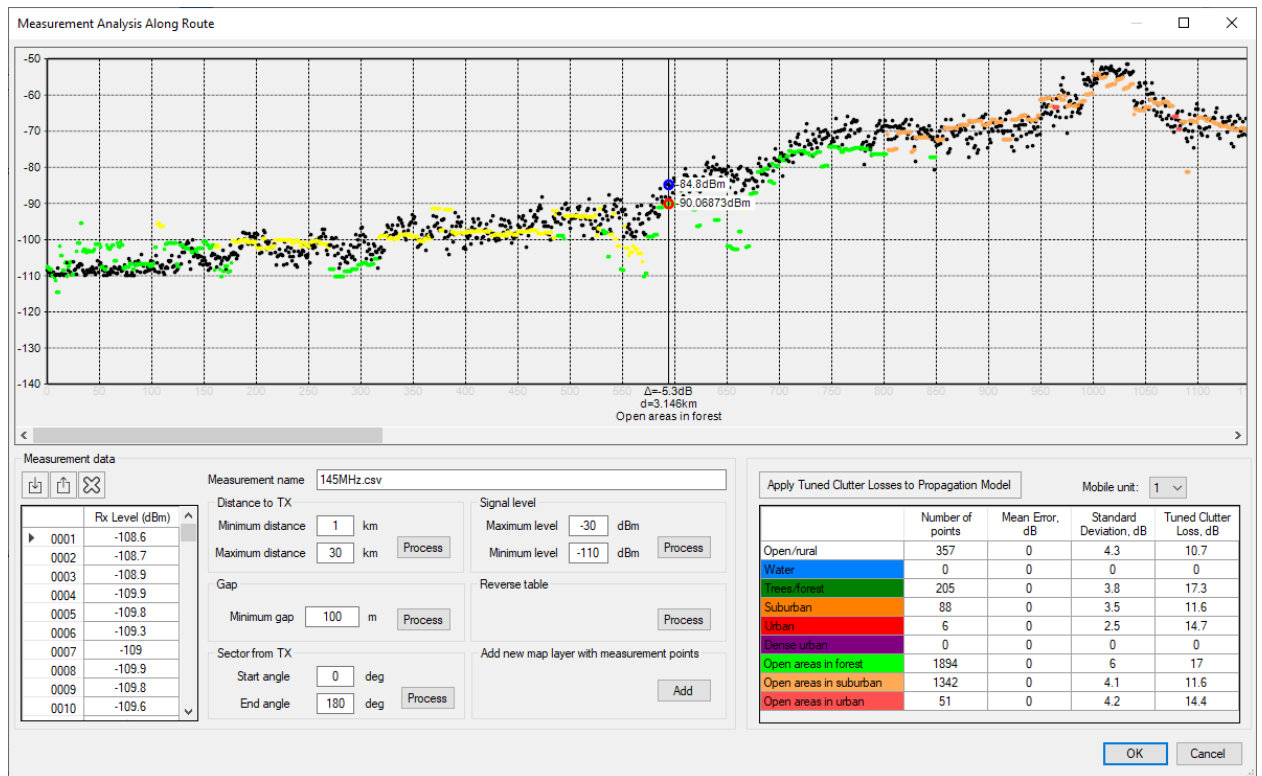 Measurement Analysis Along Route
-50
-60
-70
-80
-90
-100
-110
-120
-130
-140
-84.8dBm
-90.06873dBm
0 50 100 150 200 250 300 350 400 450 500 550 650 700 750 800 850 900 950 1000 1050 1100 1
Δ=-5.3dB
d=3.146km
Open areas in forest
Measurement data
Rx Level (dBm)
0001 -108.6
0002 -108.7
0003 -108.9
0004 -109.9
0005 -109.8
0006 -109.3
0007 -109
0008 -109.9
0009 -109.8
0010 -109.6
Measurement name 145MHz.csv
Distance to TX
Minimum distance 1 km
Maximum distance 30 km Process
Signal level
Maximum level -30 dBm
Minimum level -110 dBm Process
Gap
Minimum gap 100 m Process
Reverse table
Process
Sector from TX
Start angle 0 deg
End angle 180 deg Process
Add new map layer with measurement points
Add
Apply Tuned Clutter Losses to Propagation Model Mobile unit: 1
Number of points Mean Error, dB Standard Deviation, dB Tuned Clutter Loss, dB
Open/rural 357 0 4.3 10.7
Water 0 0 0 0
Trees/forest 205 0 3.8 17.3
Suburban 88 0 3.5 11.6
Urban 6 0 2.5 14.7
Dense urban 0 0 0 0
Open areas in forest 1894 0 6 17
Open areas in suburban 1342 0 4.1 11.6
Open areas in urban 51 0 4.2 14.4
OK Cancel